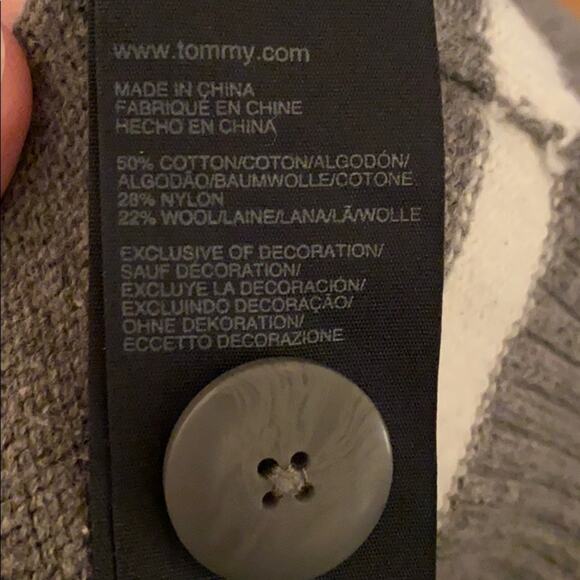 www.tommy.com
MADE IN CHINA
FABRIQUÉ EN CHINE
HECHO EN CHINA
50% COTTON/COTON/ALGODÓN/
ALGODÃO/BAUMWOLLE/COTONE
28% NYLON
22% WOOL/LAINE/LANA/LÃ/WOLLE
EXCLUSIVE OF DECORATION/
SAUF DÉCORATION/
EXCLUYE LA DECORACIÓN/
EXCLUINDO DECORAÇÃO/
OHNE DEKORATION/
ECCETTO DECORAZIONE